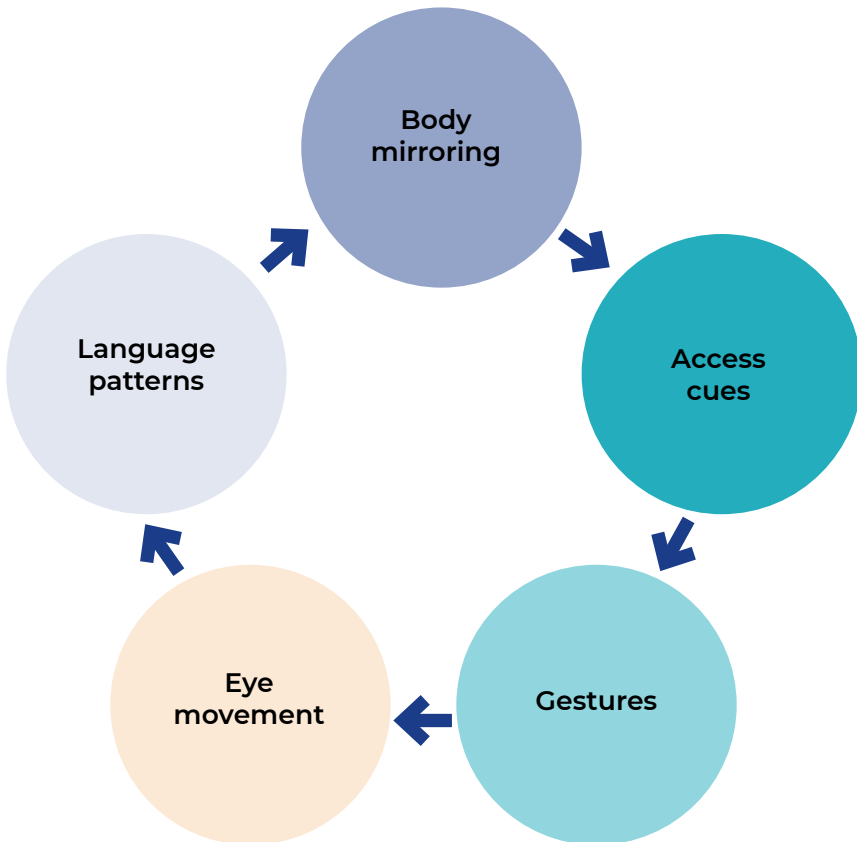 Body
mirroring
Access
cues
Gestures
Eye
movement
Language
patterns